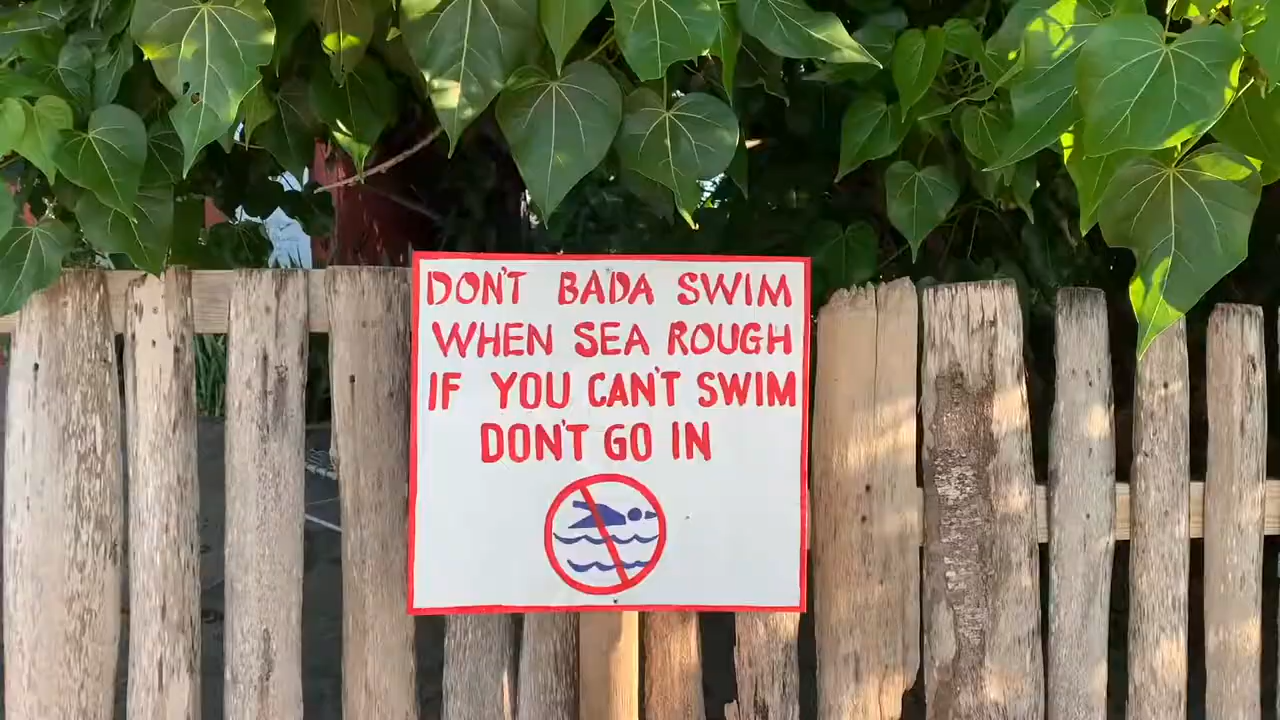 DON'T BADA SWIM
WHEN SEA ROUGH
IF YOU CAN'T SWIM
DON'T GO IN